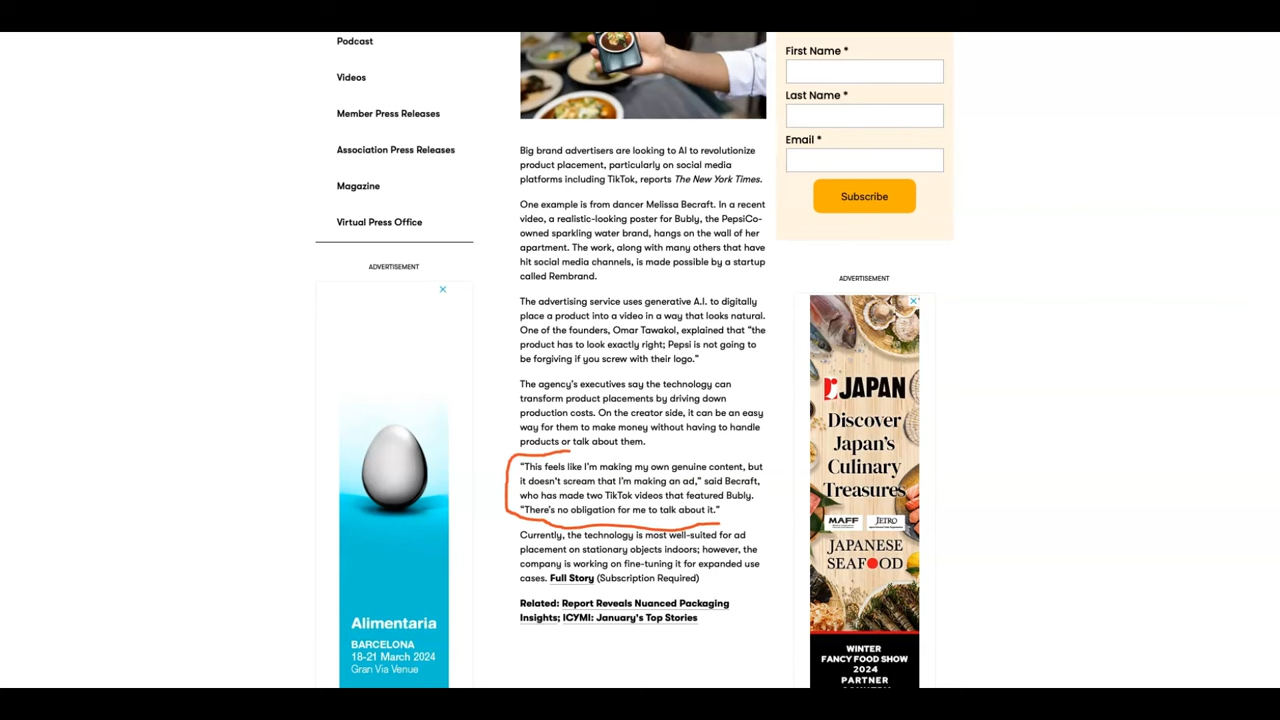 Podcast
Videos
Member Press Releases
Association Press Releases
Magazine
Virtual Press Office
ADVERTISEMENT
Alimentaria
BARCELONA
18-21 March 2024
Gran Via Venue
Big brand advertisers are looking to AI to revolutionize
product placement, particularly on social media
platforms including TikTok, reports The New York Times.
One example is from dancer Melissa Becraft. In a recent
video, a realistic-looking poster for Bubly, the PepsiCo-
owned sparkling water brand, hangs on the wall of her
apartment. The work, along with many others that have
hit social media channels, is made possible by a startup
called Rembrand.
The advertising service uses generative A.I. to digitally
place a product into a video in a way that looks natural.
One of the founders, Omar Tawakol, explained that “the
product has to look exactly right; Pepsi is not going to
be forgiving if you screw with their logo.”
The agency’s executives say the technology can
transform product placements by driving down
production costs. On the creator side, it can be an easy
way for them to make money without having to handle
products or talk about them.
“This feels like I’m making my own genuine content, but
it doesn't scream that I’m making an ad,” said Becraft,
who has made two TikTok videos that featured Bubly.
“There’s no obligation for me to talk about it.”
Currently, the technology is most well-suited for ad
placement on stationary objects indoors; however, the
company is working on fine-tuning it for expanded use
cases. Full Story (Subscription Required)
Related: Report Reveals Nuanced Packaging
Insights; ICYMI: January's Top Stories
First Name *
Last Name *
Email *
Subscribe
ADVERTISEMENT
JAPAN
Discover
Japan's
Culinary
Treasures
MAFF JETRO
JAPANESE
SEAFOOD
WINTER
FANCY FOOD SHOW
2024
PARTNER